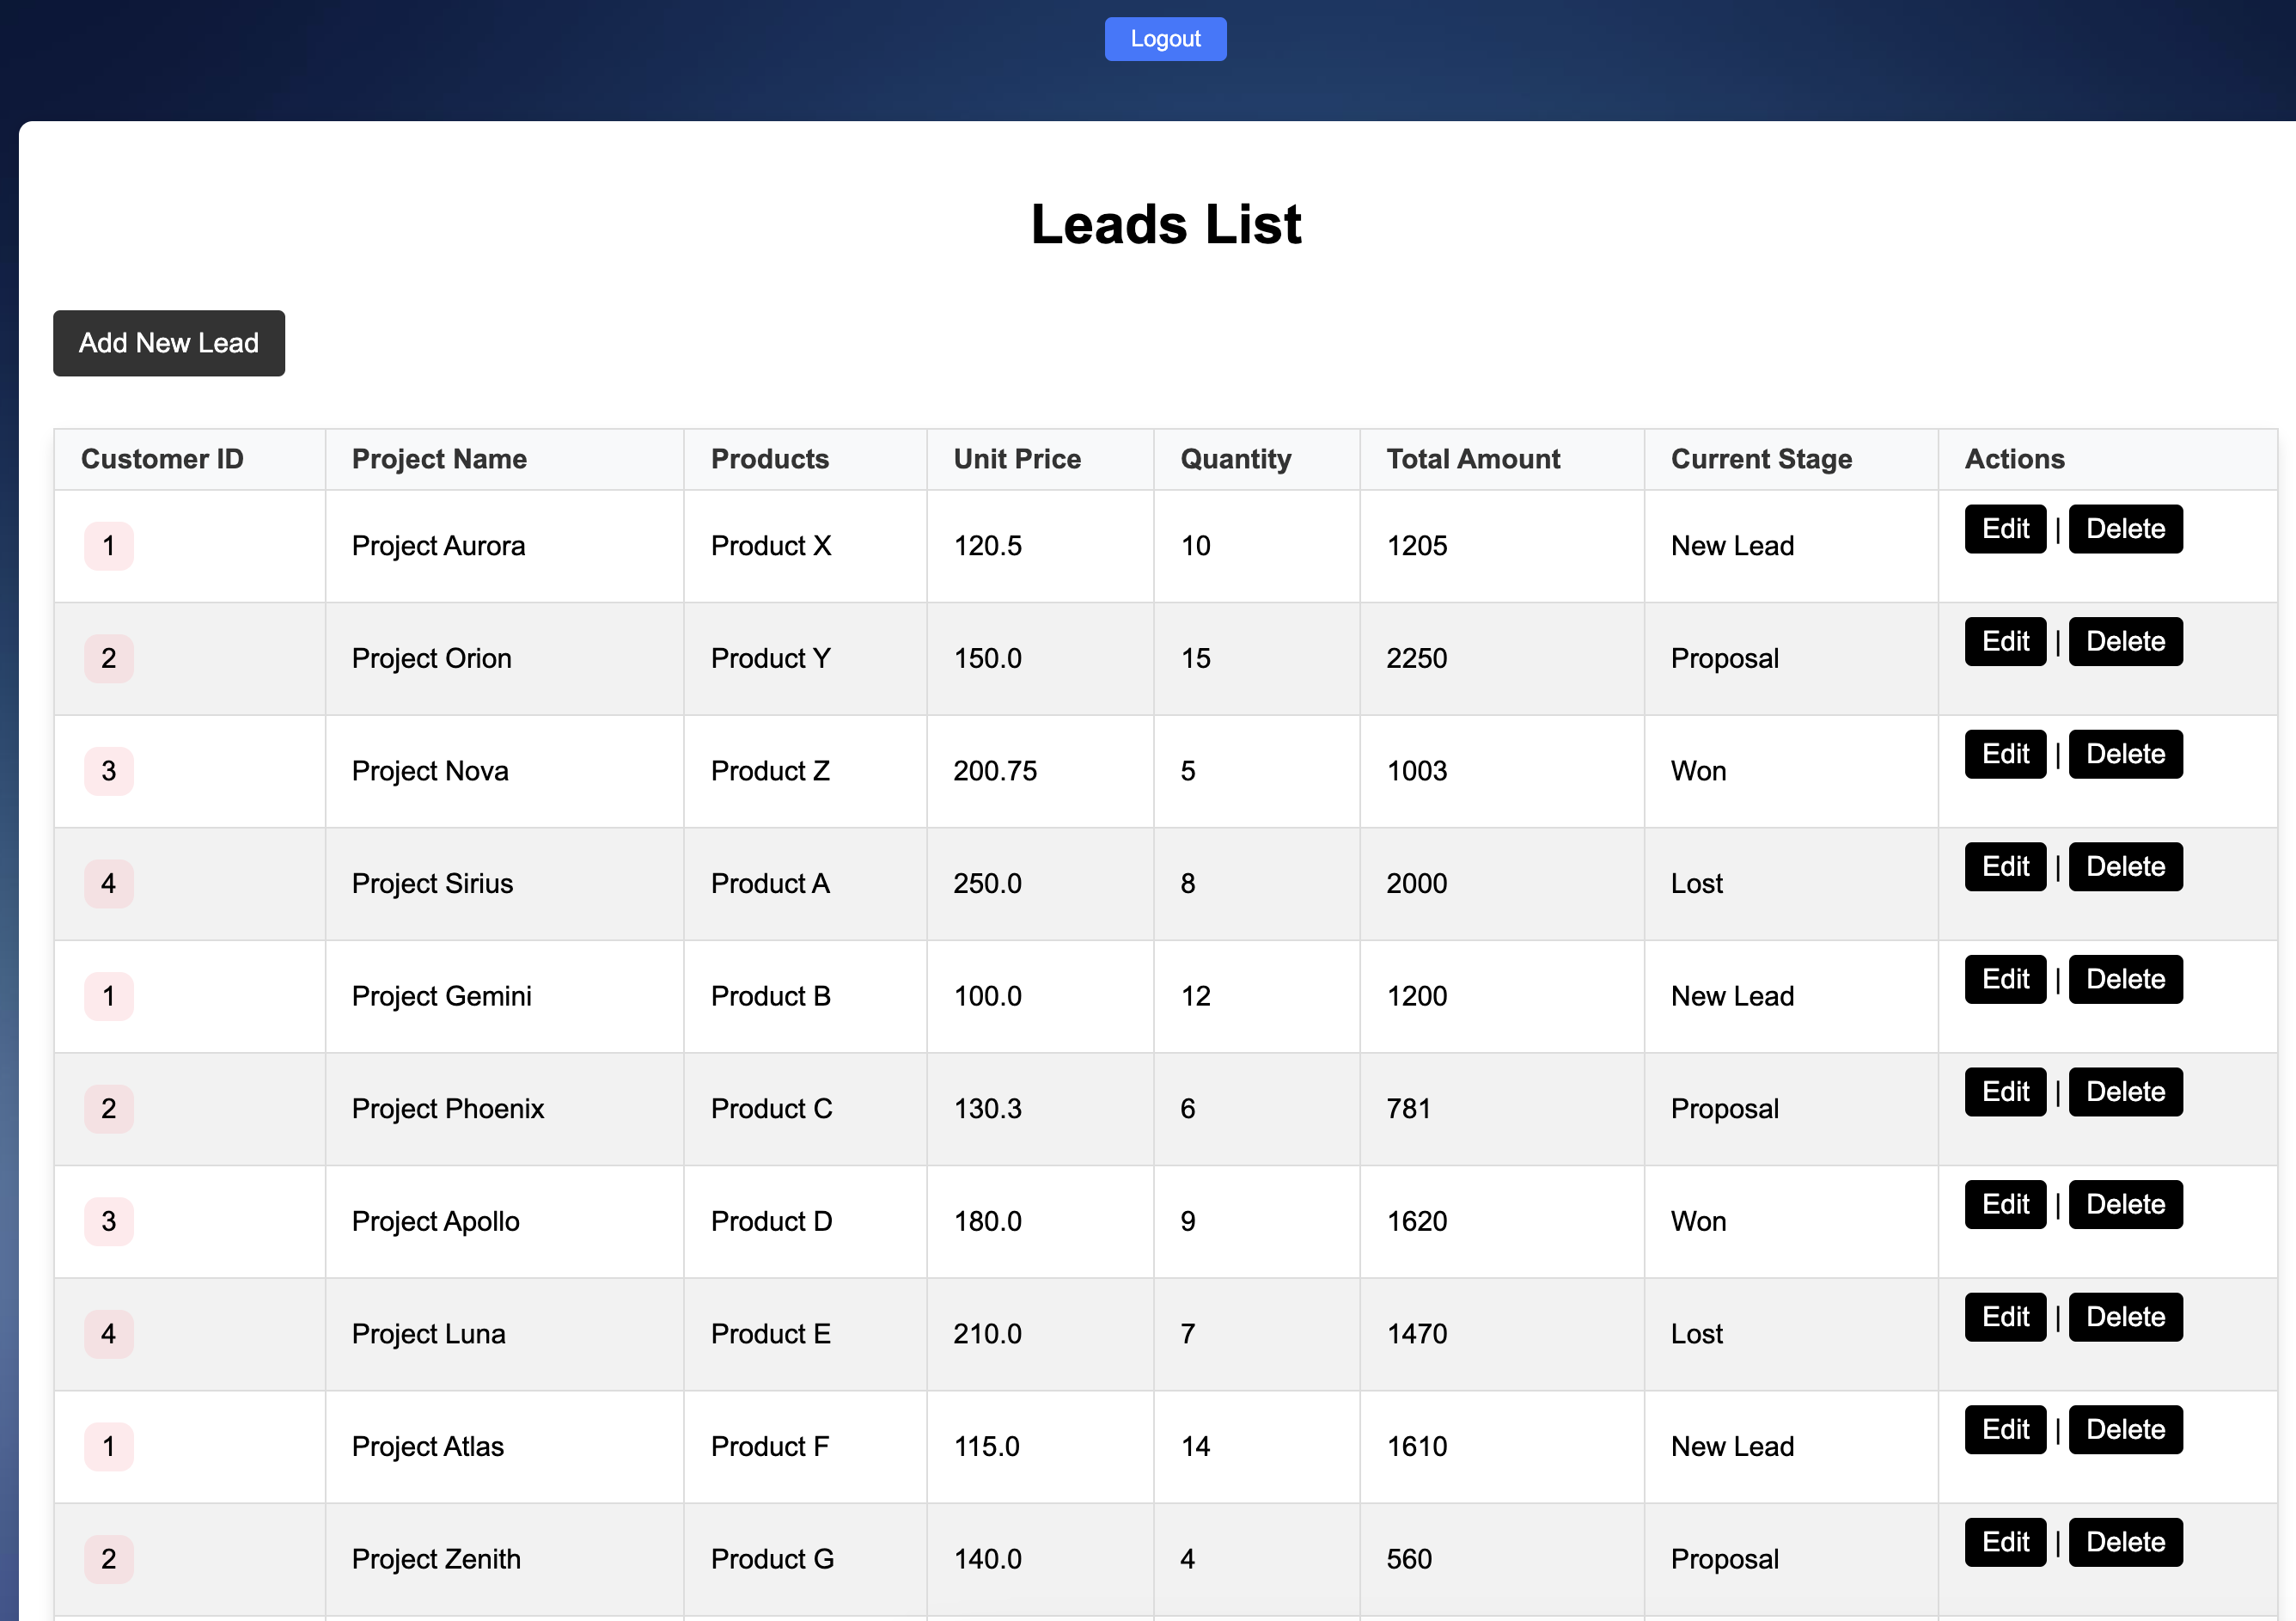 Logout
Leads List
Add New Lead
Customer ID Project Name Products Unit Price Quantity Total Amount Current Stage Actions
1 Project Aurora Product X 120.5 10 1205 New Lead Edit | Delete
2 Project Orion Product Y 150.0 15 2250 Proposal Edit | Delete
3 Project Nova Product Z 200.75 5 1003 Won Edit | Delete
4 Project Sirius Product A 250.0 8 2000 Lost Edit | Delete
1 Project Gemini Product B 100.0 12 1200 New Lead Edit | Delete
2 Project Phoenix Product C 130.3 6 781 Proposal Edit | Delete
3 Project Apollo Product D 180.0 9 1620 Won Edit | Delete
4 Project Luna Product E 210.0 7 1470 Lost Edit | Delete
1 Project Atlas Product F 115.0 14 1610 New Lead Edit | Delete
2 Project Zenith Product G 140.0 4 560 Proposal Edit | Delete